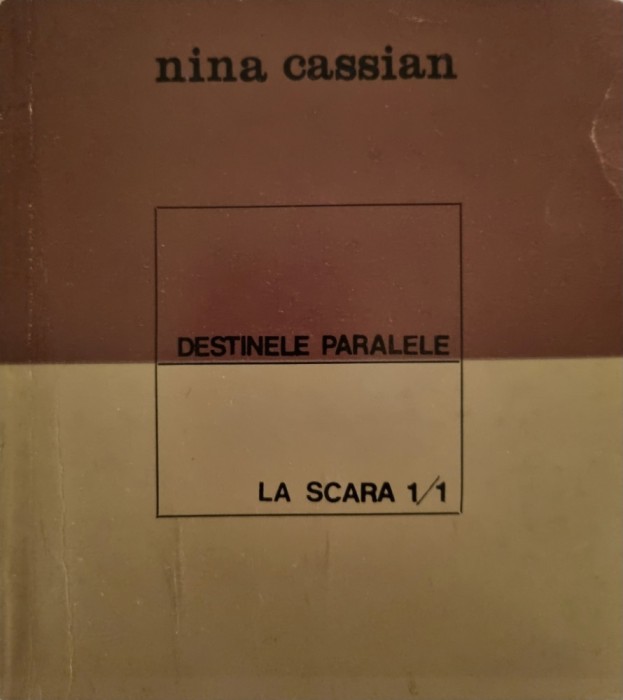 nina cassian
DESTINELE PARALELE
LA SCARA 1/1